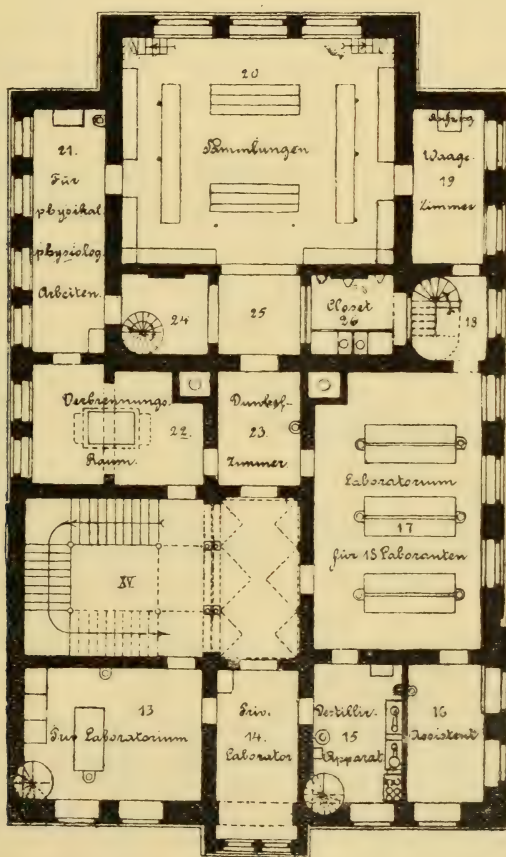 20
Sammlungen
21.
Für
physikal.
physiolog.
Arbeiten.
Waage.
19
Zimmer
24
25
Closet
26
18
Verbrennungs.
22.
Raum.
Dunkel-
23.
Zimmer.
Laboratorium
17
für 15 Laboranten
XV.
13
Laboratorium
Priv.
14.
Laborator
Destillir.
15
Apparat
16
Assistent